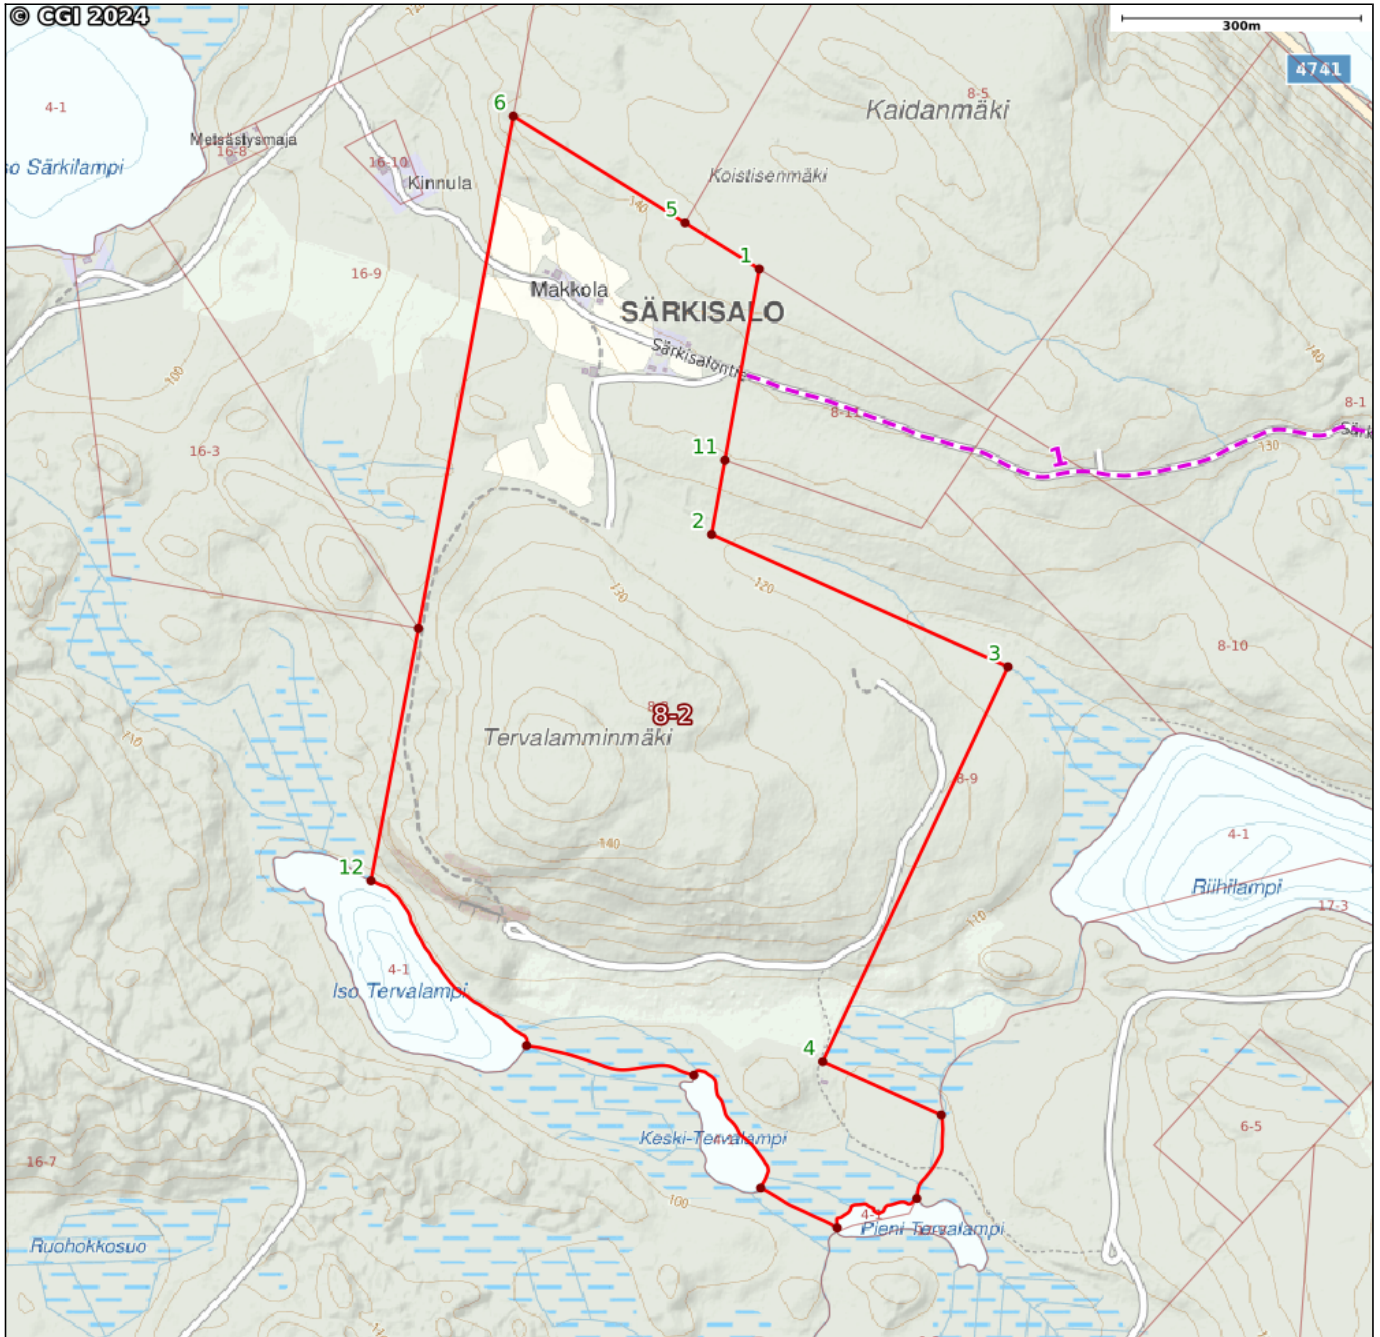 © CGI 2024
300m
4741
4-1
Metsästysmaja
16-8
16-10
Kinnula
6
8-5
Kaidanmäki
Koistisenmäki
140
5
1
16-9
Makkola
SÄRKISALO
140
100
8-11
8-1
130
1
11
16-3
2
130
120
3
8-10
8-2
Tervalamminmäki
110
8-9
140
4-1
Riihilampi
17-3
12
110
4-1
Iso Tervalampi
4
Keski-Tervalampi
6-5
16-7
100
4-1
Pieni Tervalampi
Ruohokkosuo